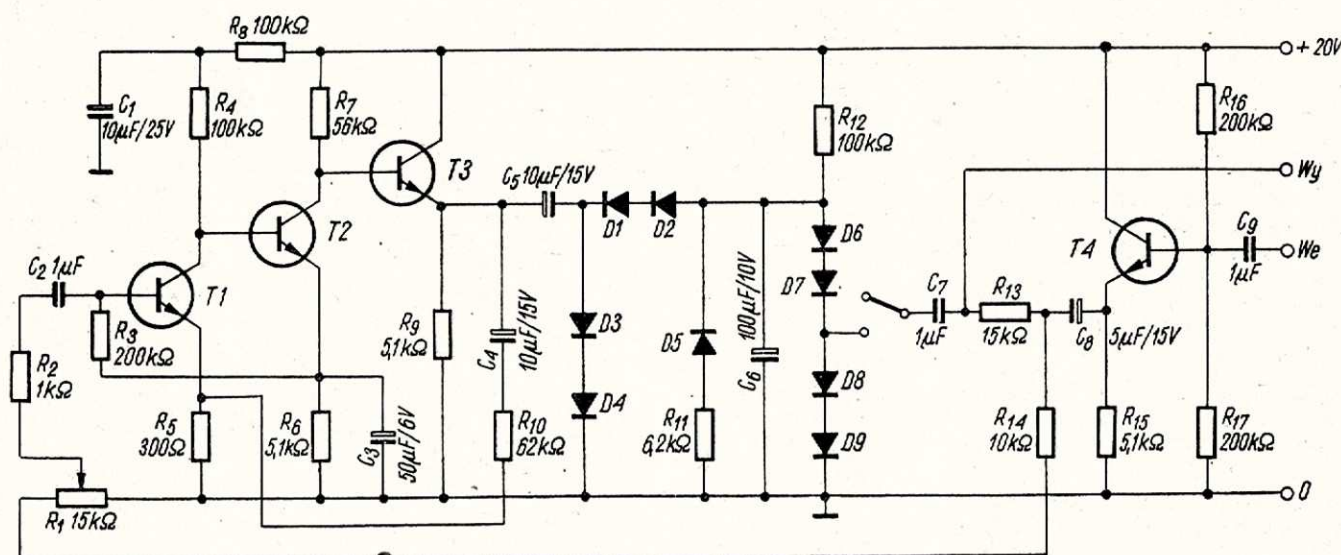 R8 100kΩ
+20V
C1
10µF/25V
R4
100kΩ
R7
56kΩ
R12
100kΩ
R16
200kΩ
T3
C5 10µF/15V
Wy
T2
D1
D2
D6
T4
C9
1µF
We
C2 1µF
T1
D7
C7
1µF
R13
15kΩ
C8
5µF/15V
R3
200kΩ
R9
5,1kΩ
C4
10µF/15V
D3
D5
C6
100µF/10V
R2
1kΩ
D8
R5
300Ω
R6
5,1kΩ
C3
50µF/6V
R10
62kΩ
D4
R11
6,2kΩ
D9
R14
10kΩ
R15
5,1kΩ
R17
200kΩ
0
R1 15kΩ